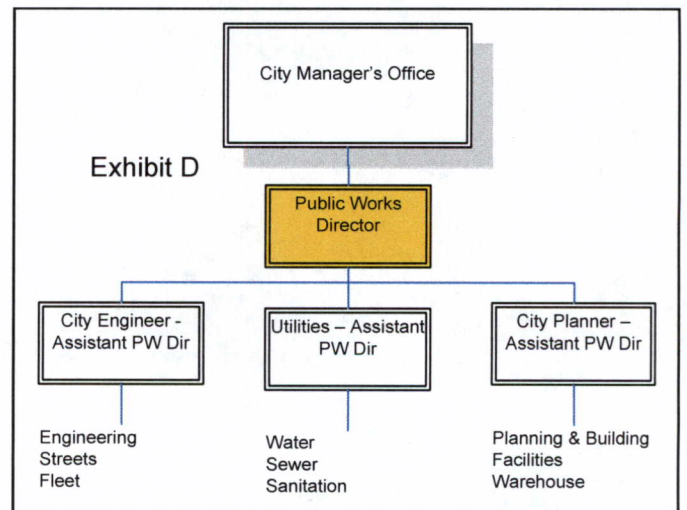 City Manager's Office
Exhibit D
Public Works
Director
City Engineer -
Assistant PW Dir
Utilities – Assistant
PW Dir
City Planner –
Assistant PW Dir
Engineering
Streets
Fleet
Water
Sewer
Sanitation
Planning & Building
Facilities
Warehouse